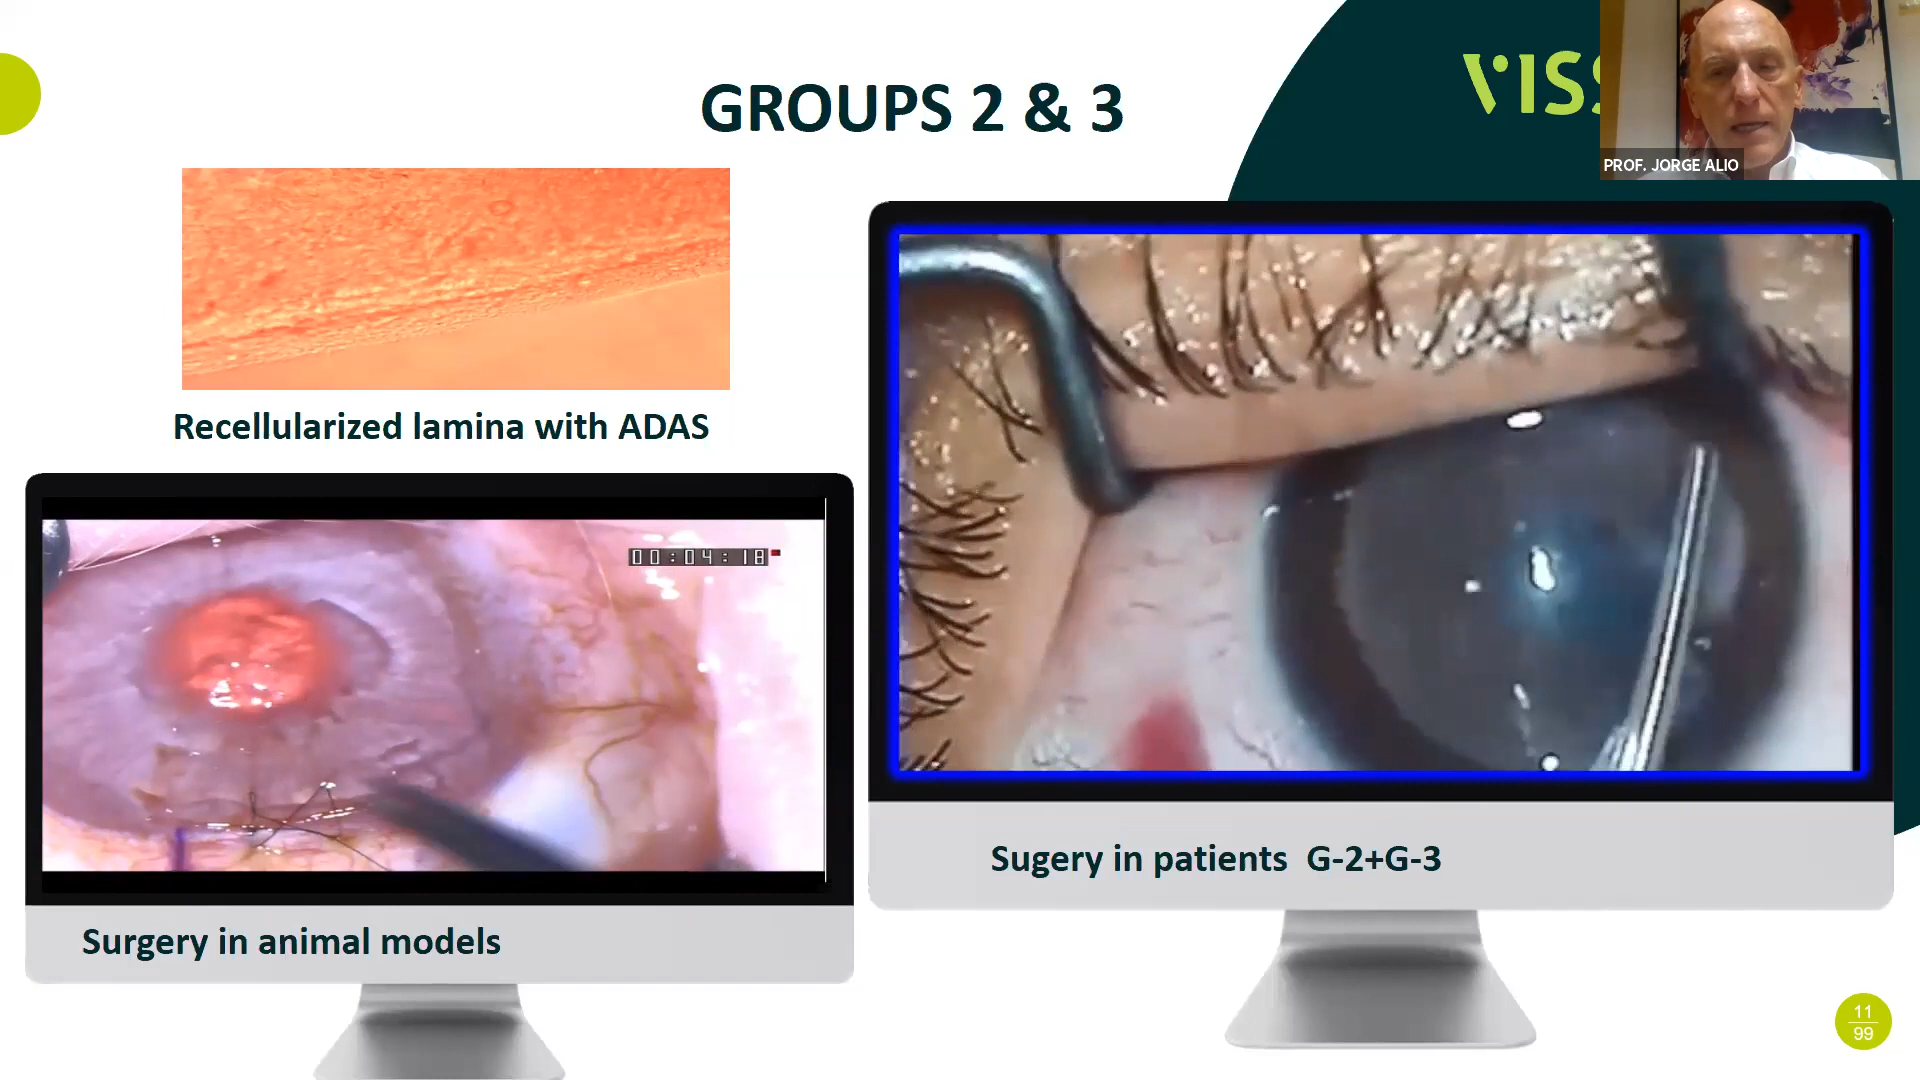 GROUPS 2 & 3
VISS
PROF. JORGE ALIO
Recellularized lamina with ADAS
00:04:18
Surgery in animal models
Sugery in patients G-2+G-3
11
99